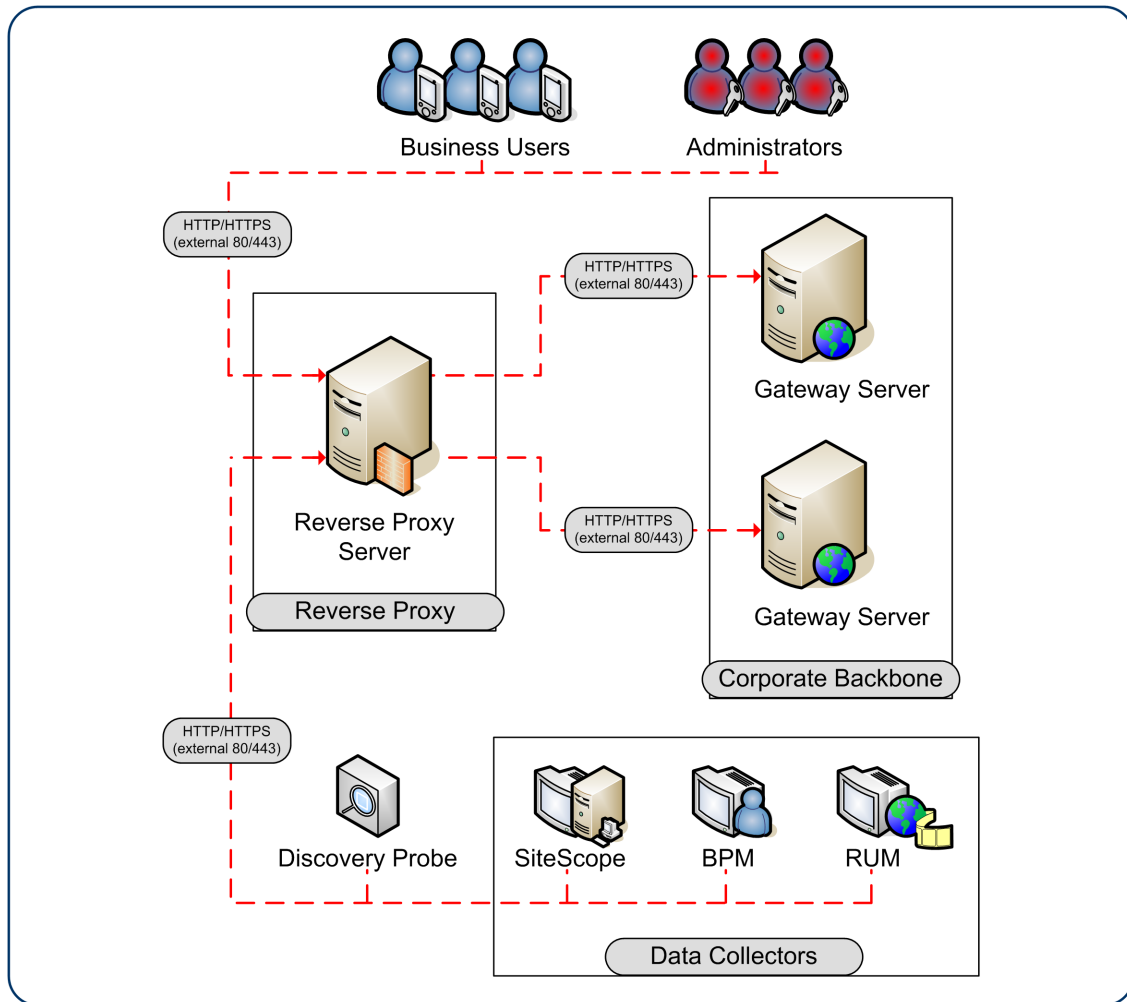 Business Users
Administrators
HTTP/HTTPS
(external 80/443)
HTTP/HTTPS
(external 80/443)
Gateway Server
Reverse Proxy
Server
HTTP/HTTPS
(external 80/443)
Reverse Proxy
Gateway Server
Corporate Backbone
HTTP/HTTPS
(external 80/443)
Discovery Probe
SiteScope
BPM
RUM
Data Collectors